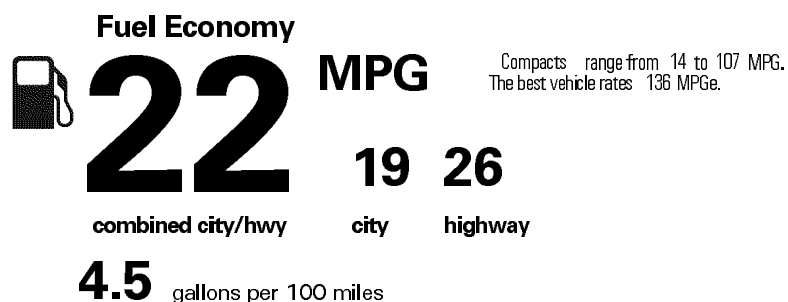 Fuel Economy
22 MPG
Compacts range from 14 to 107 MPG.
The best vehicle rates 136 MPGe.
19 26
combined city/hwy city highway
4.5 gallons per 100 miles